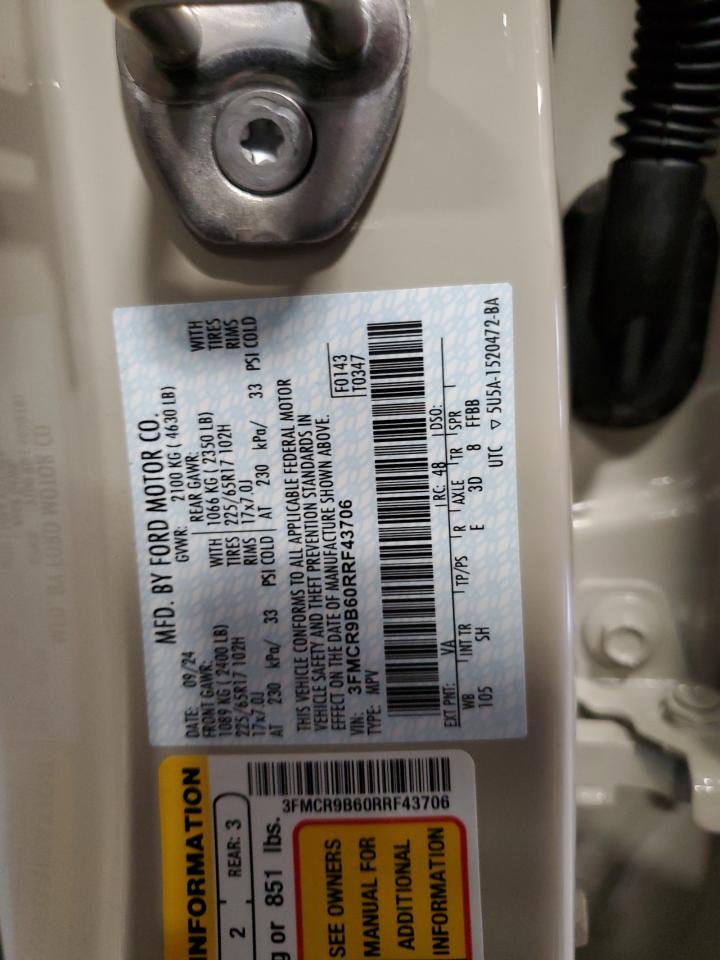 MFD. BY FORD MOTOR CO.
DATE: 09/24 GVWR: 2100 KG ( 4630 LB)
FRONT GAWR: REAR GAWR:
1089 KG ( 2400 LB) WITH 1066 KG ( 2350 LB) WITH
225/65R17 102H TIRES 225/65R17 102H TIRES
17x7.0J RIMS 17x7.0J RIMS
AT 230 kPa/ 33 PSI COLD AT 230 kPa/ 33 PSI COLD
THIS VEHICLE CONFORMS TO ALL APPLICABLE FEDERAL MOTOR
VEHICLE SAFETY AND THEFT PREVENTION STANDARDS IN
EFFECT ON THE DATE OF MANUFACTURE SHOWN ABOVE.
VIN: 3FMCR9B60RRF43706 F0143
TYPE: MPV T0347
EXT PNT: VA RC: 48 DSO:
WB INT TR TP/PS R AXLE TR SPR
105 SH E 3D 8 FFBB
UTC ▽ 5U5A-1520472-BA
INFORMATION
2 REAR: 3
or 851 lbs.
3FMCR9B60RRF43706
SEE OWNERS
MANUAL FOR
ADDITIONAL
INFORMATION